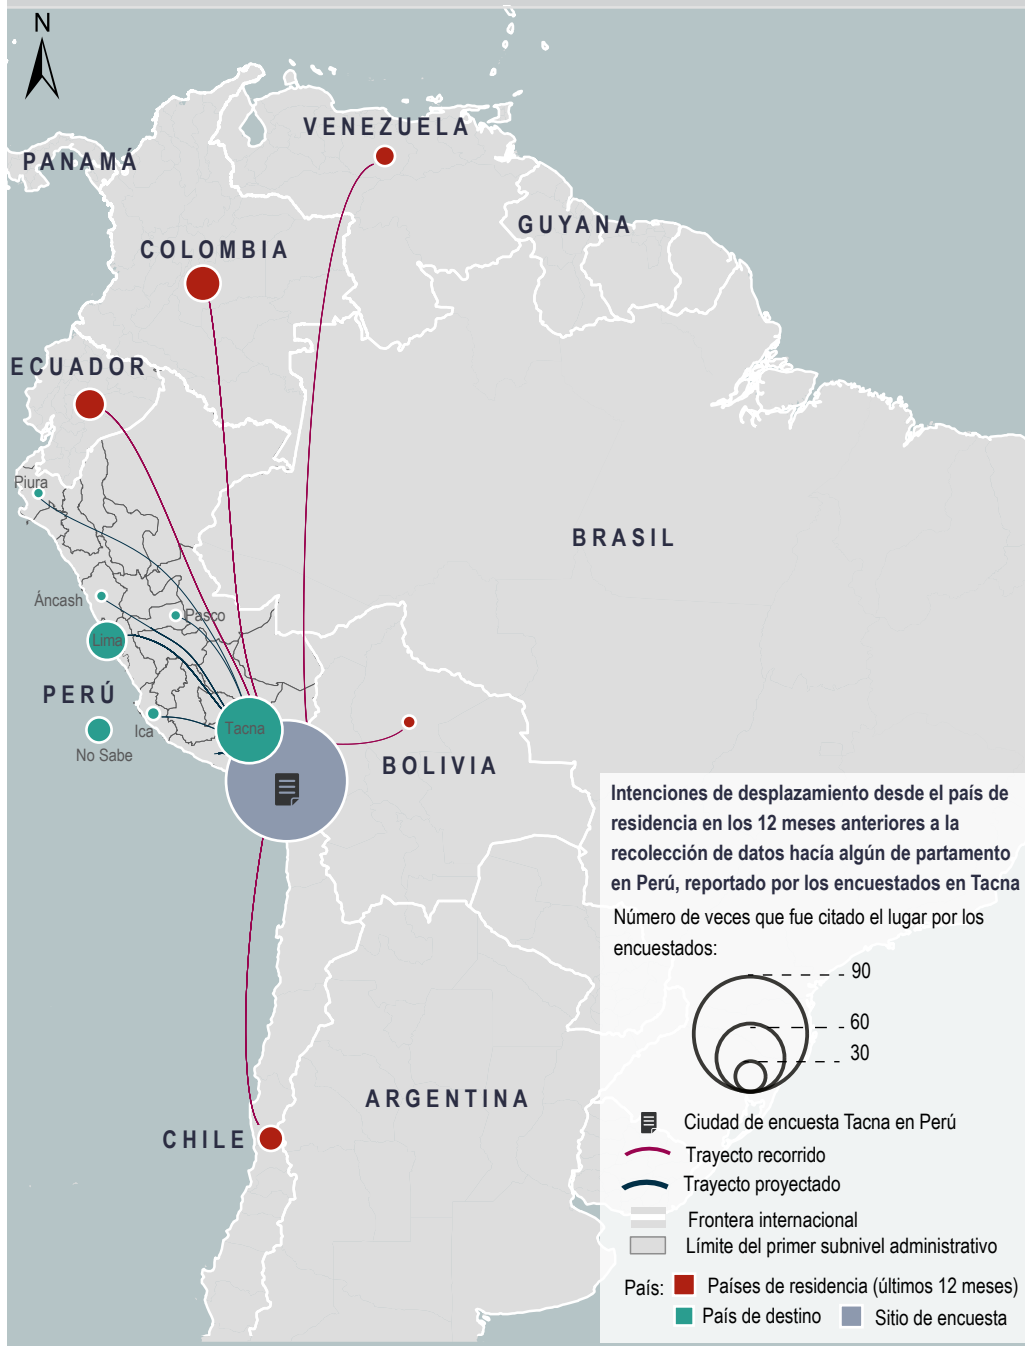 N
VENEZUELA
PANAMÁ
GUYANA
COLOMBIA
ECUADOR
Piura
BRASIL
Áncash
Pasco
Lima
PERÚ
Ica
Tacna
No Sabe
BOLIVIA
ARGENTINA
CHILE
Intenciones de desplazamiento desde el país de
residencia en los 12 meses anteriores a la
recolección de datos hacía algún de partamento
en Perú, reportado por los encuestados en Tacna
Número de veces que fue citado el lugar por los
encuestados:
90
60
30
Ciudad de encuesta Tacna en Perú
Trayecto recorrido
Trayecto proyectado
Frontera internacional
Límite del primer subnivel administrativo
País: Países de residencia (últimos 12 meses)
País de destino Sitio de encuesta